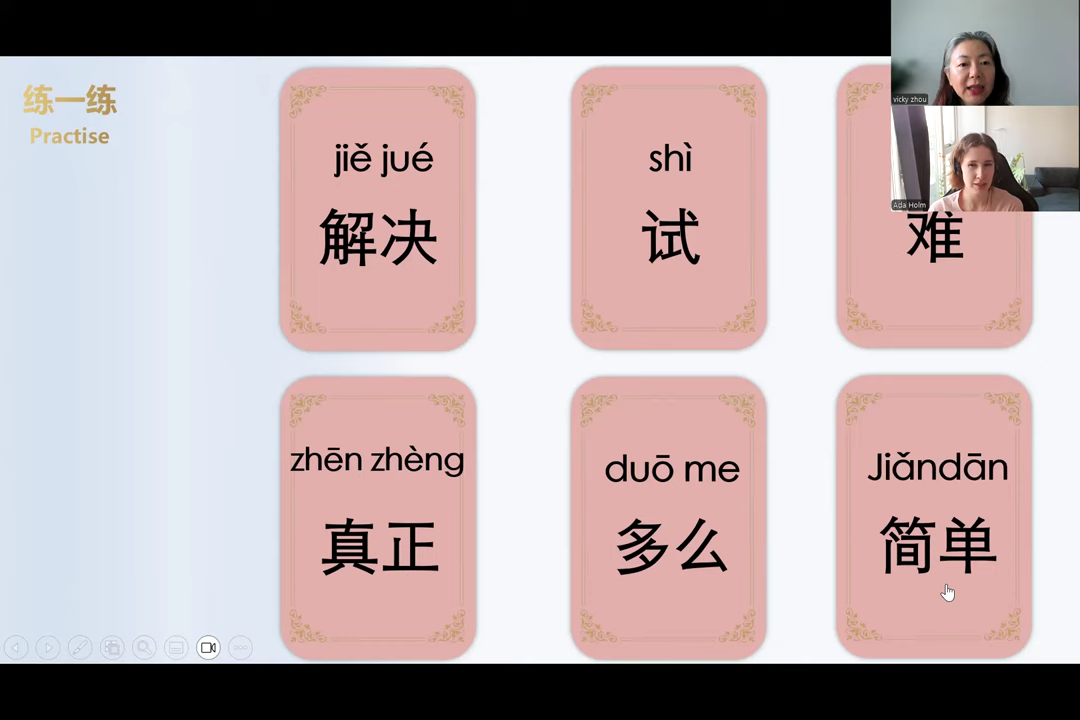 练一练
Practise
jiě jué
解决
shì
试
难
zhēn zhèng
真正
duō me
多么
Jiǎndān
简单
vicky zhou
Ada Holm